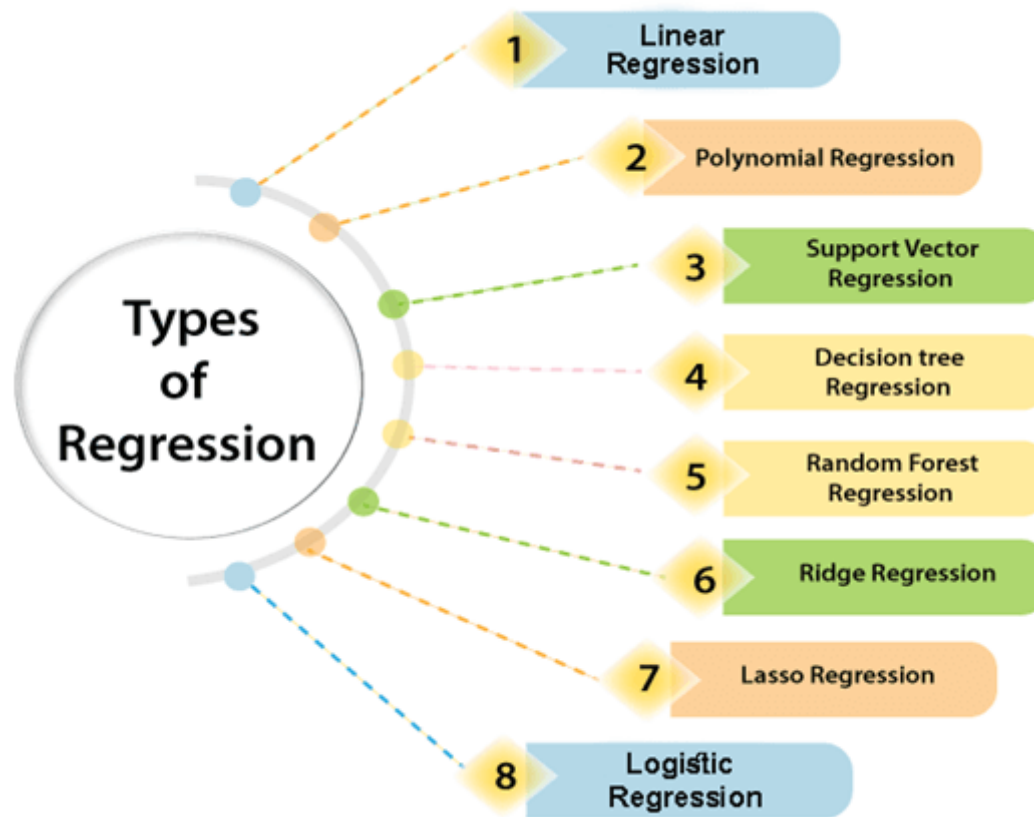 Types
of
Regression
1
Linear
Regression
2
Polynomial Regression
3
Support Vector
Regression
4
Decision tree
Regression
5
Random Forest
Regression
6
Ridge Regression
7
Lasso Regression
8
Logistic
Regression